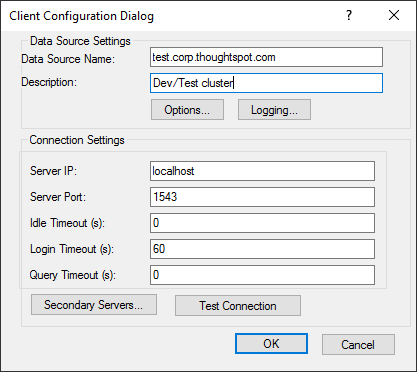 Client Configuration Dialog
Data Source Settings
Data Source Name: test.corp.thoughtspot.com
Description: Dev/Test cluster
Options... Logging...
Connection Settings
Server IP: localhost
Server Port: 1543
Idle Timeout (s): 0
Login Timeout (s): 60
Query Timeout (s): 0
Secondary Servers... Test Connection
OK Cancel